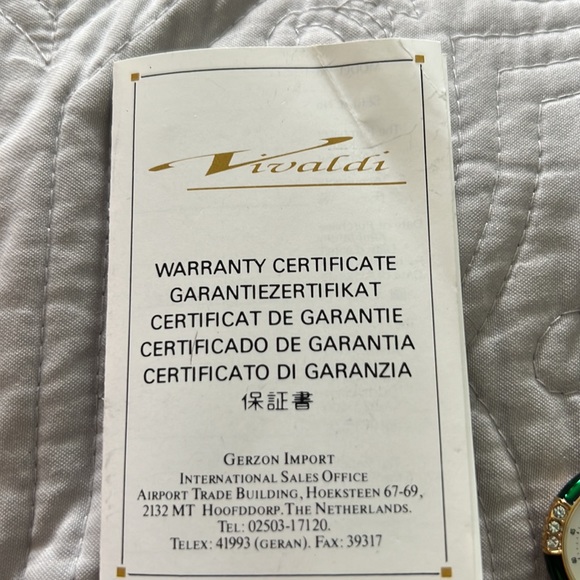 Vivaldi
WARRANTY CERTIFICATE
GARANTIEZERTIFIKAT
CERTIFICAT DE GARANTIE
CERTIFICADO DE GARANTIA
CERTIFICATO DI GARANZIA
保証書
GERZON IMPORT
INTERNATIONAL SALES OFFICE
AIRPORT TRADE BUILDING, HOEKSTEEN 67-69,
2132 MT HOOFDDORP. THE NETHERLANDS.
TEL: 02503-17120.
TELEX: 41993 (GERAN). FAX: 39317